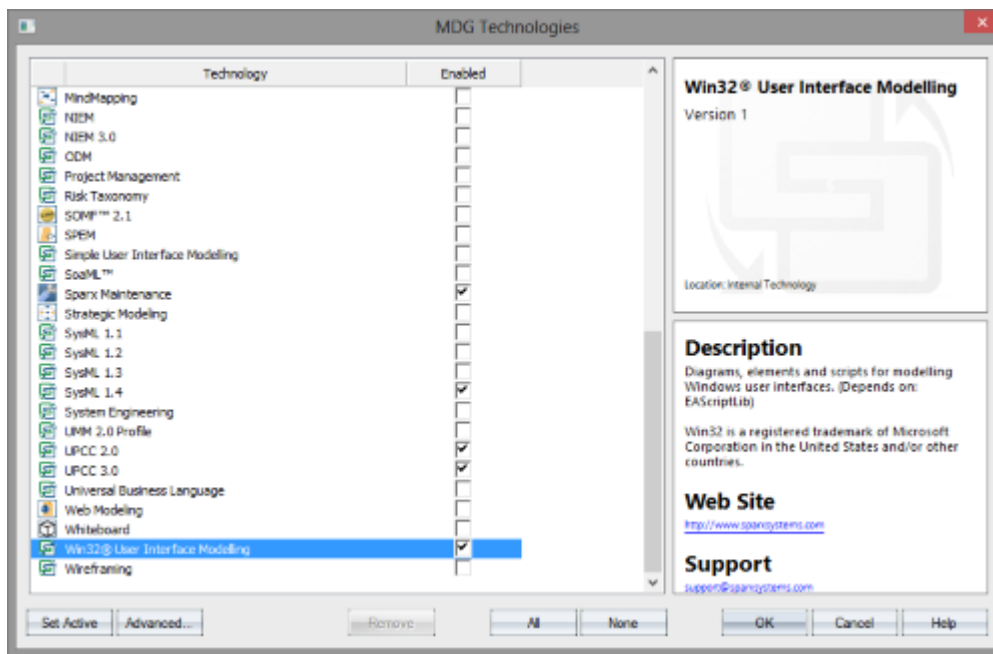 MDG Technologies
Technology Enabled
MindMapping
NIEM
NIEM 3.0
ODM
Project Management
Risk Taxonomy
SOMF™ 2.1
SPEM
Simple User Interface Modelling
SoaML™
Sparx Maintenance
Strategic Modeling
SysML 1.1
SysML 1.2
SysML 1.3
SysML 1.4
System Engineering
UMM 2.0 Profile
UPCC 2.0
UPCC 3.0
Universal Business Language
Web Modeling
Whiteboard
Win32® User Interface Modelling
Wireframing
Win32® User Interface Modelling
Version 1
Location: Internal Technology
Description
Diagrams, elements and scripts for modelling
Windows user interfaces. (Depends on:
EAScriptLib)
Win32 is a registered trademark of Microsoft
Corporation in the United States and/or other
countries.
Web Site
http://www.sparxsystems.com
Support
support@sparxsystems.com
Set Active Advanced... Remove All None OK Cancel Help